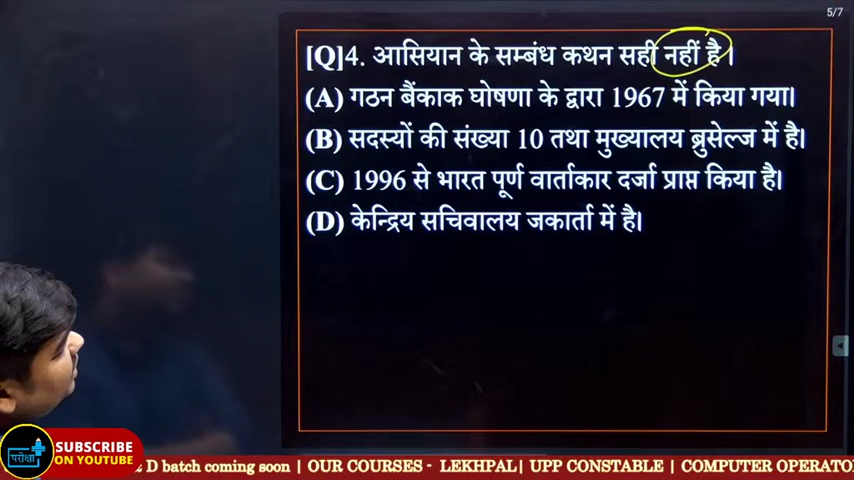 5/7
[Q]4. आसियान के सम्बंध कथन सही नहीं है।
(A) गठन बैंकाक घोषणा के द्वारा 1967 में किया गया।
(B) सदस्यों की संख्या 10 तथा मुख्यालय ब्रुसेल्ज में है।
(C) 1996 से भारत पूर्ण वार्ताकार दर्जा प्राप्त किया है।
(D) केन्द्रिय सचिवालय जकार्ता में है।
परीक्षा
SUBSCRIBE
ON YOUTUBE
D batch coming soon | OUR COURSES - LEKHPAL| UPP CONSTABLE | COMPUTER OPERATO